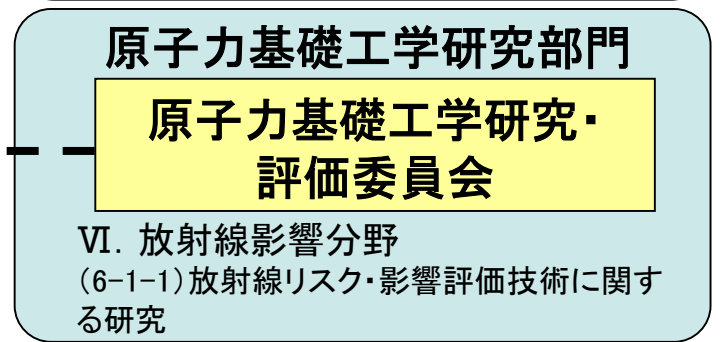 原子力基礎工学研究部門
原子力基礎工学研究・
評価委員会
Ⅵ. 放射線影響分野
(6-1-1)放射線リスク・影響評価技術に関す
る研究